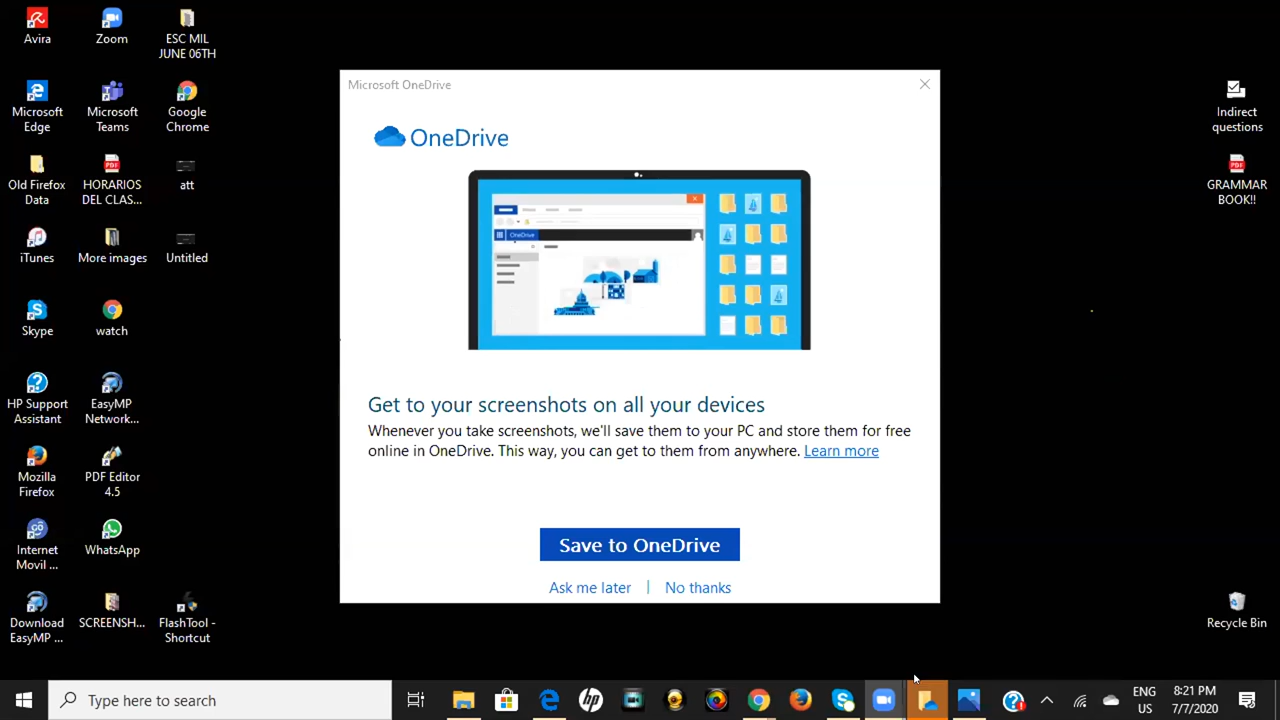 Avira
Zoom
ESC MIL
JUNE 06TH
Microsoft
Edge
Microsoft
Teams
Google
Chrome
Old Firefox
Data
HORARIOS
DEL CLAS...
att
iTunes
More images
Untitled
Skype
watch
HP Support
Assistant
EasyMP
Network...
Mozilla
Firefox
PDF Editor
4.5
Internet
Movil ...
WhatsApp
Download
EasyMP ...
SCREENSH...
FlashTool -
Shortcut
Microsoft OneDrive
OneDrive
OneDrive
Get to your screenshots on all your devices
Whenever you take screenshots, we'll save them to your PC and store them for free
online in OneDrive. This way, you can get to them from anywhere. Learn more
Save to OneDrive
Ask me later | No thanks
Indirect
questions
GRAMMAR
BOOK!!
Recycle Bin
Type here to search
ENG
US
8:21 PM
7/7/2020